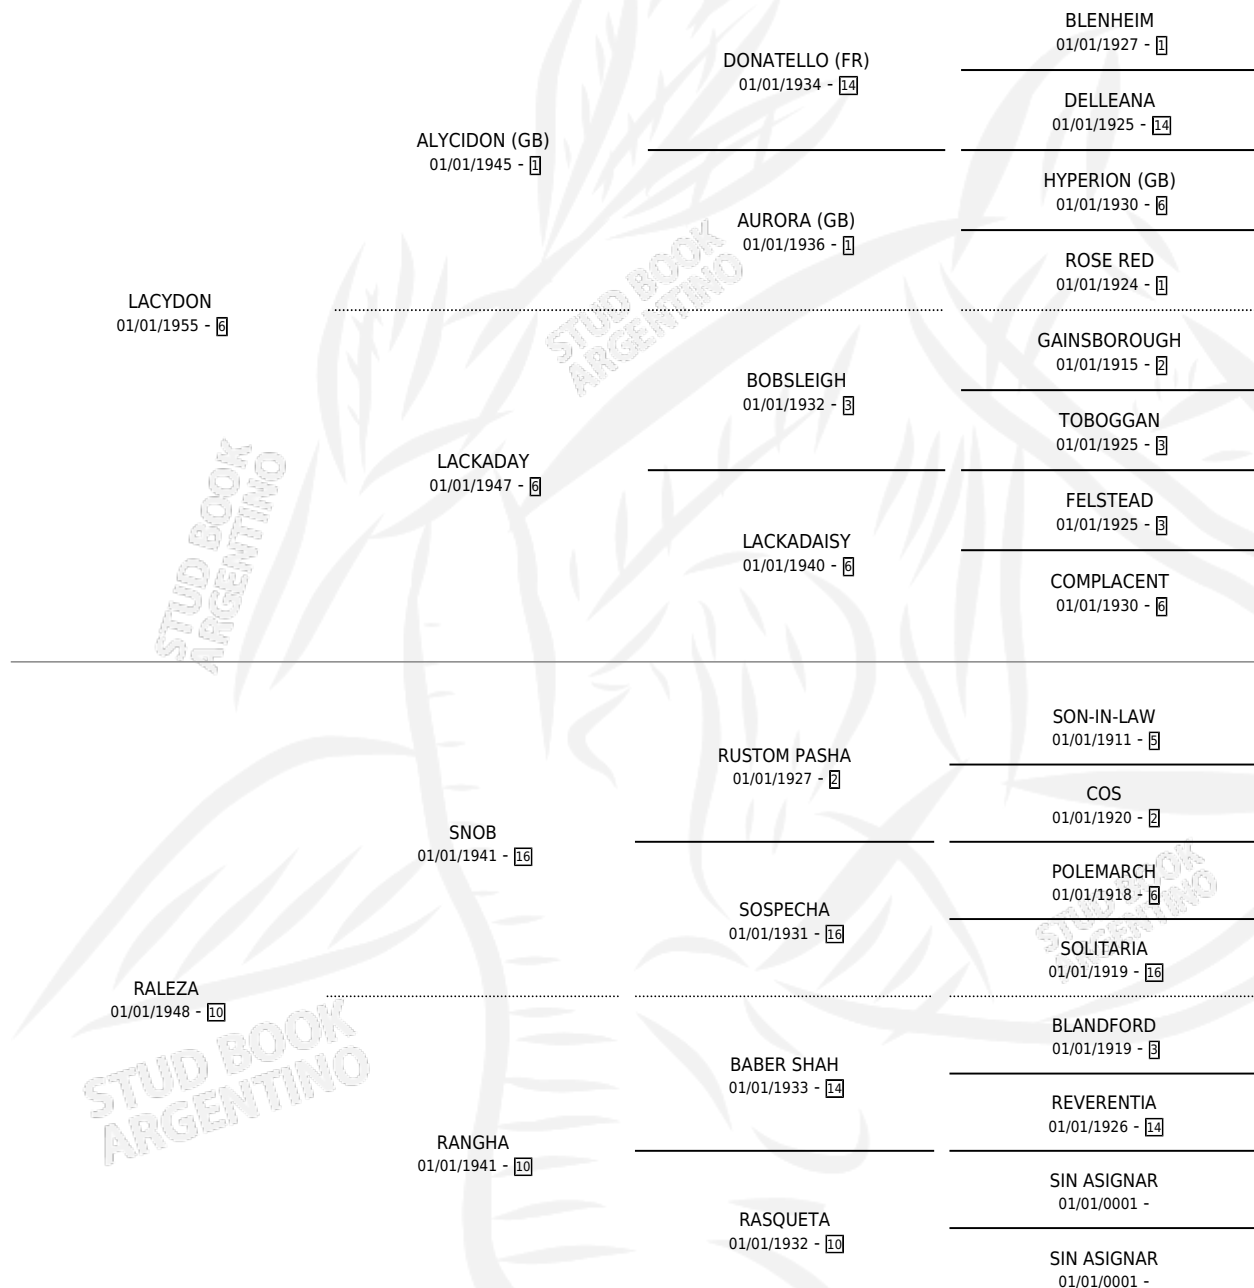 BLENHEIM
01/01/1927 - 1
DONATELLO (FR)
01/01/1934 - 14
DELLEANA
01/01/1925 - 14
ALYCIDON (GB)
01/01/1945 - 1
HYPERION (GB)
01/01/1930 - 6
AURORA (GB)
01/01/1936 - 1
ROSE RED
01/01/1924 - 1
LACYDON
01/01/1955 - 6
STUD BOOK
ARGENTINO
GAINSBOROUGH
01/01/1915 - 2
BOBSLEIGH
01/01/1932 - 3
TOBOGGAN
01/01/1925 - 3
LACKADAY
01/01/1947 - 6
FELSTEAD
01/01/1925 - 3
LACKADAISY
01/01/1940 - 6
COMPLACENT
01/01/1930 - 6
STUD BOOK
ARGENTINO
SON-IN-LAW
01/01/1911 - 5
RUSTOM PASHA
01/01/1927 - 2
COS
01/01/1920 - 2
SNOB
01/01/1941 - 16
POLEMARCH
01/01/1918 - 6
SOSPECHA
01/01/1931 - 16
SOLITARIA
01/01/1919 - 16
STUD BOOK
ARGENTINO
RALEZA
01/01/1948 - 10
BLANDFORD
01/01/1919 - 3
BABER SHAH
01/01/1933 - 14
REVERENTIA
01/01/1926 - 14
STUD BOOK
ARGENTINO
RANGHA
01/01/1941 - 10
SIN ASIGNAR
01/01/0001 -
RASQUETA
01/01/1932 - 10
SIN ASIGNAR
01/01/0001 -